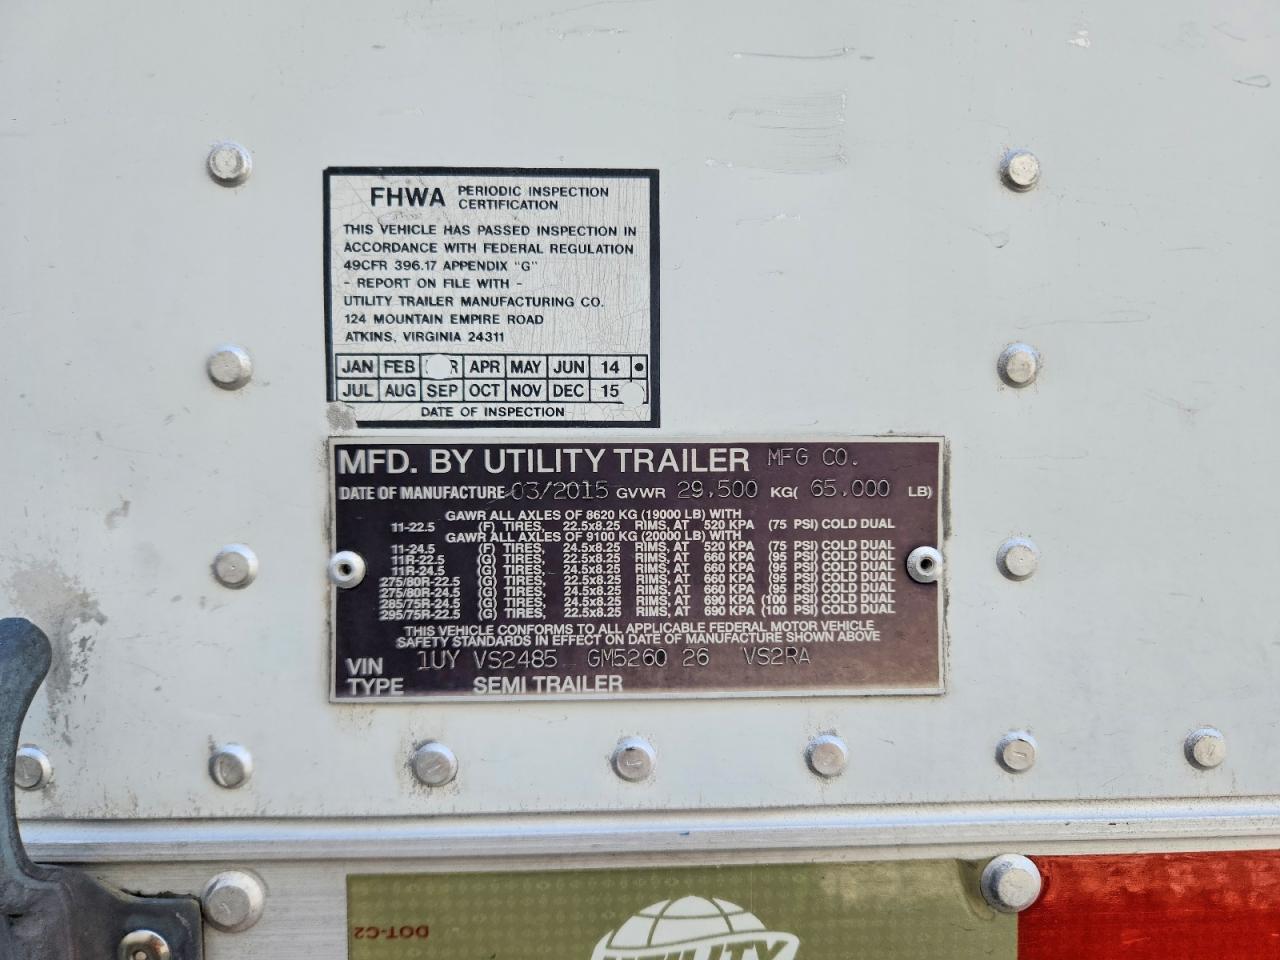 FHWA PERIODIC INSPECTION
CERTIFICATION
THIS VEHICLE HAS PASSED INSPECTION IN
ACCORDANCE WITH FEDERAL REGULATION
49CFR 396.17 APPENDIX "G"
- REPORT ON FILE WITH -
UTILITY TRAILER MANUFACTURING CO.
124 MOUNTAIN EMPIRE ROAD
ATKINS, VIRGINIA 24311
JAN FEB R APR MAY JUN 14
JUL AUG SEP OCT NOV DEC 15
DATE OF INSPECTION
MFD. BY UTILITY TRAILER MFG CO.
DATE OF MANUFACTURE 03/2015 GVWR 29,500 KG( 65,000 LB)
GAWR ALL AXLES OF 8620 KG (19000 LB) WITH
11-22.5 (F) TIRES, 22.5x8.25 RIMS, AT 520 KPA (75 PSI) COLD DUAL
GAWR ALL AXLES OF 9100 KG (20000 LB) WITH
11-24.5 (F) TIRES, 24.5x8.25 RIMS, AT 520 KPA (75 PSI) COLD DUAL
11R-22.5 (G) TIRES, 22.5x8.25 RIMS, AT 660 KPA (95 PSI) COLD DUAL
11R-24.5 (G) TIRES, 24.5x8.25 RIMS, AT 660 KPA (95 PSI) COLD DUAL
275/80R-22.5 (G) TIRES, 22.5x8.25 RIMS, AT 660 KPA (95 PSI) COLD DUAL
275/80R-24.5 (G) TIRES, 24.5x8.25 RIMS, AT 660 KPA (95 PSI) COLD DUAL
285/75R-24.5 (G) TIRES, 24.5x8.25 RIMS, AT 690 KPA (100 PSI) COLD DUAL
295/75R-22.5 (G) TIRES, 22.5x8.25 RIMS, AT 690 KPA (100 PSI) COLD DUAL
THIS VEHICLE CONFORMS TO ALL APPLICABLE FEDERAL MOTOR VEHICLE
SAFETY STANDARDS IN EFFECT ON DATE OF MANUFACTURE SHOWN ABOVE
VIN 1UY VS2485 GM5260 26 VS2RA
TYPE SEMI TRAILER
DOT-C2
UTILITY